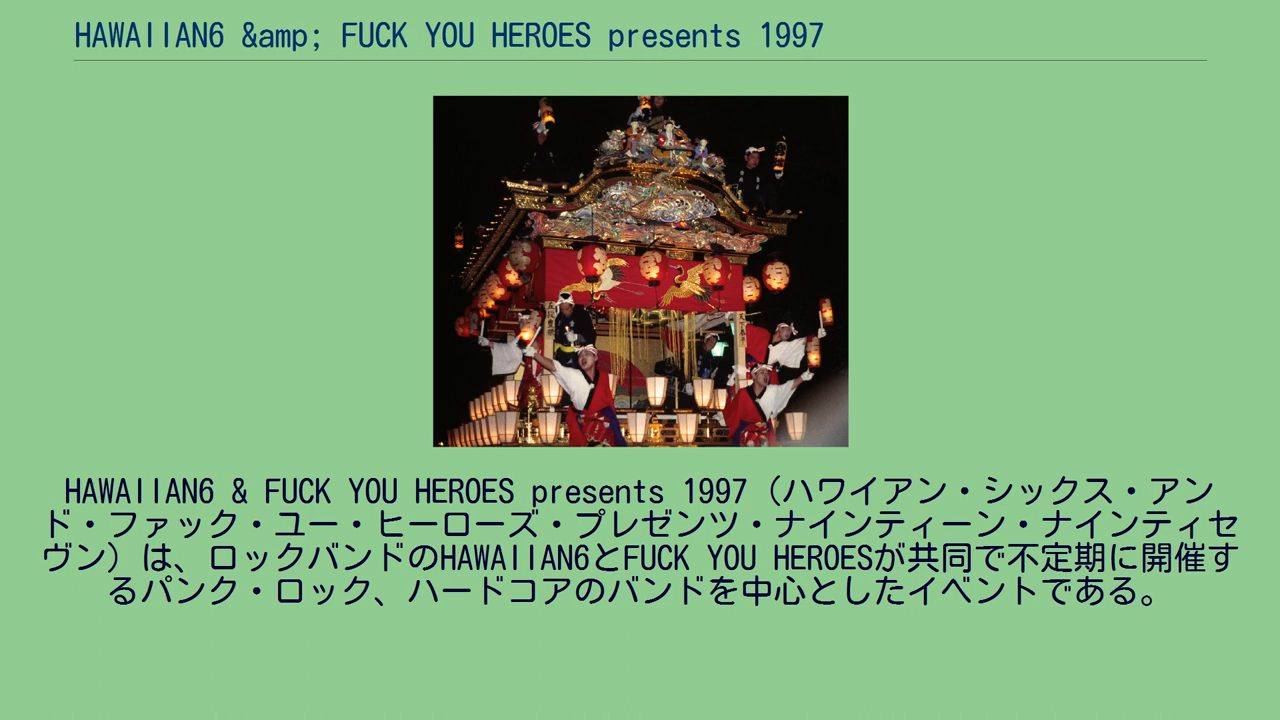 HAWAIIAN6 &amp; FUCK YOU HEROES presents 1997
HAWAIIAN6 & FUCK YOU HEROES presents 1997（ハワイアン・シックス・アン
ド・ファック・ユー・ヒーローズ・プレゼンツ・ナインティーン・ナインティセ
ヴン）は、ロックバンドのHAWAIIAN6とFUCK YOU HEROESが共同で不定期に開催す
るパンク・ロック、ハードコアのバンドを中心としたイベントである。